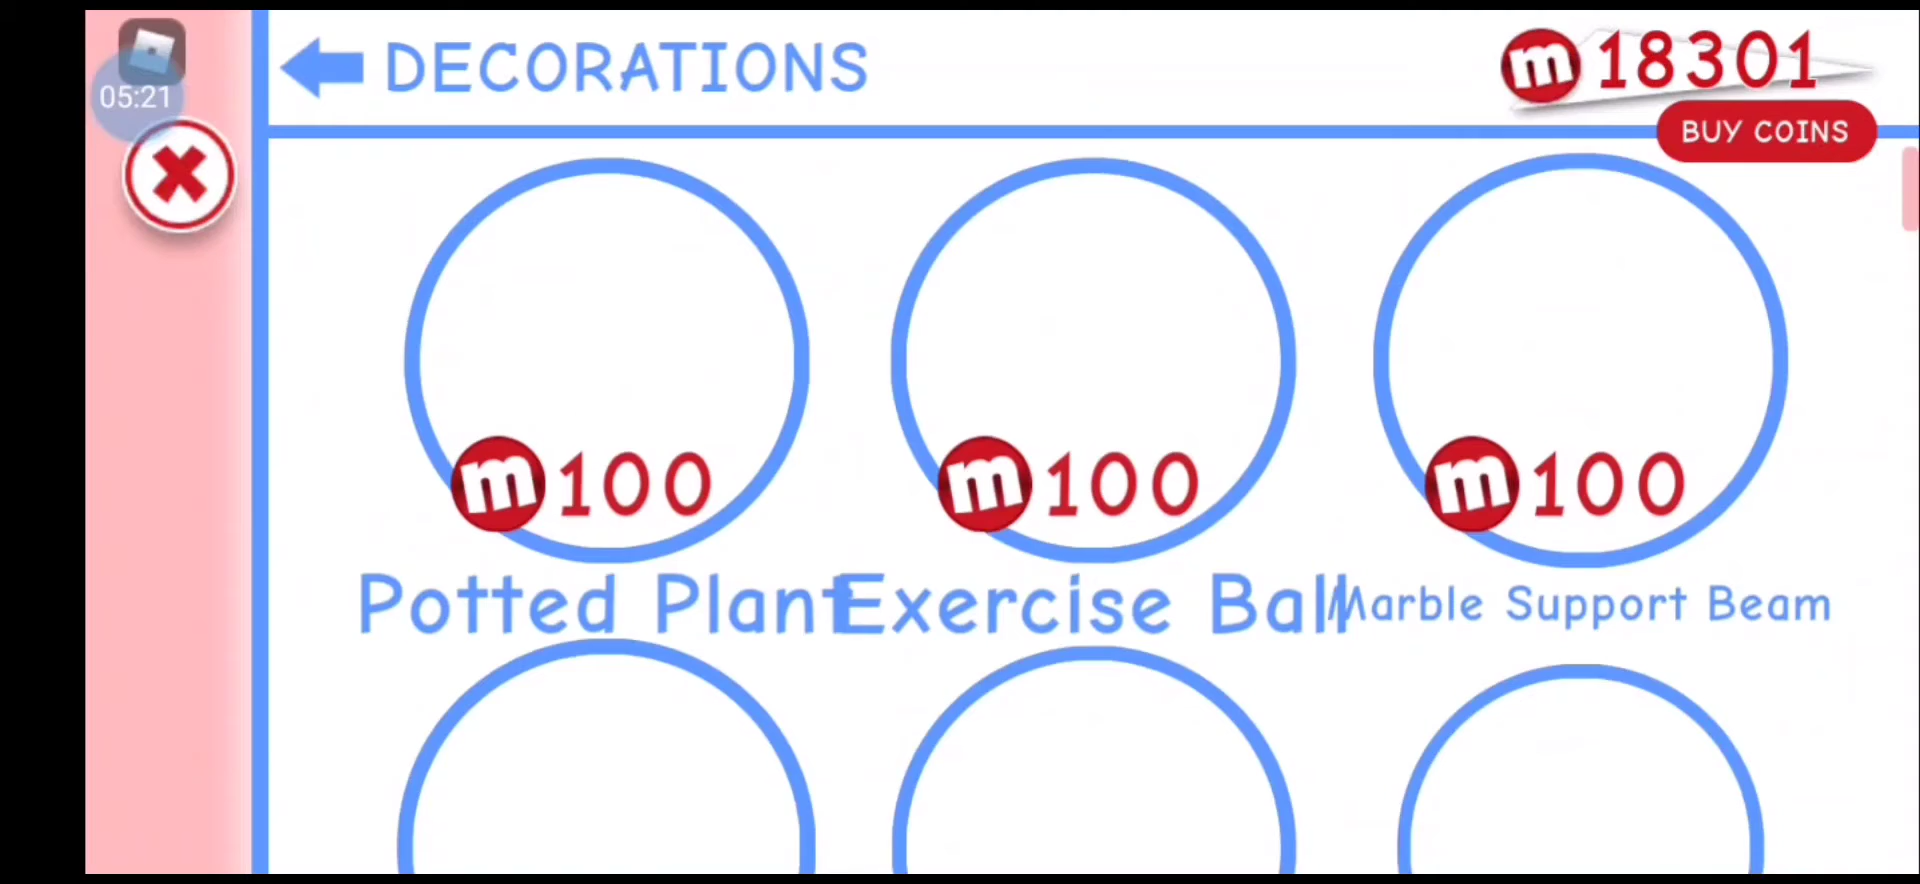 05:21
DECORATIONS
m 18301
BUY COINS
m 100
m 100
m 100
Potted Plant
Exercise Ball
Marble Support Beam